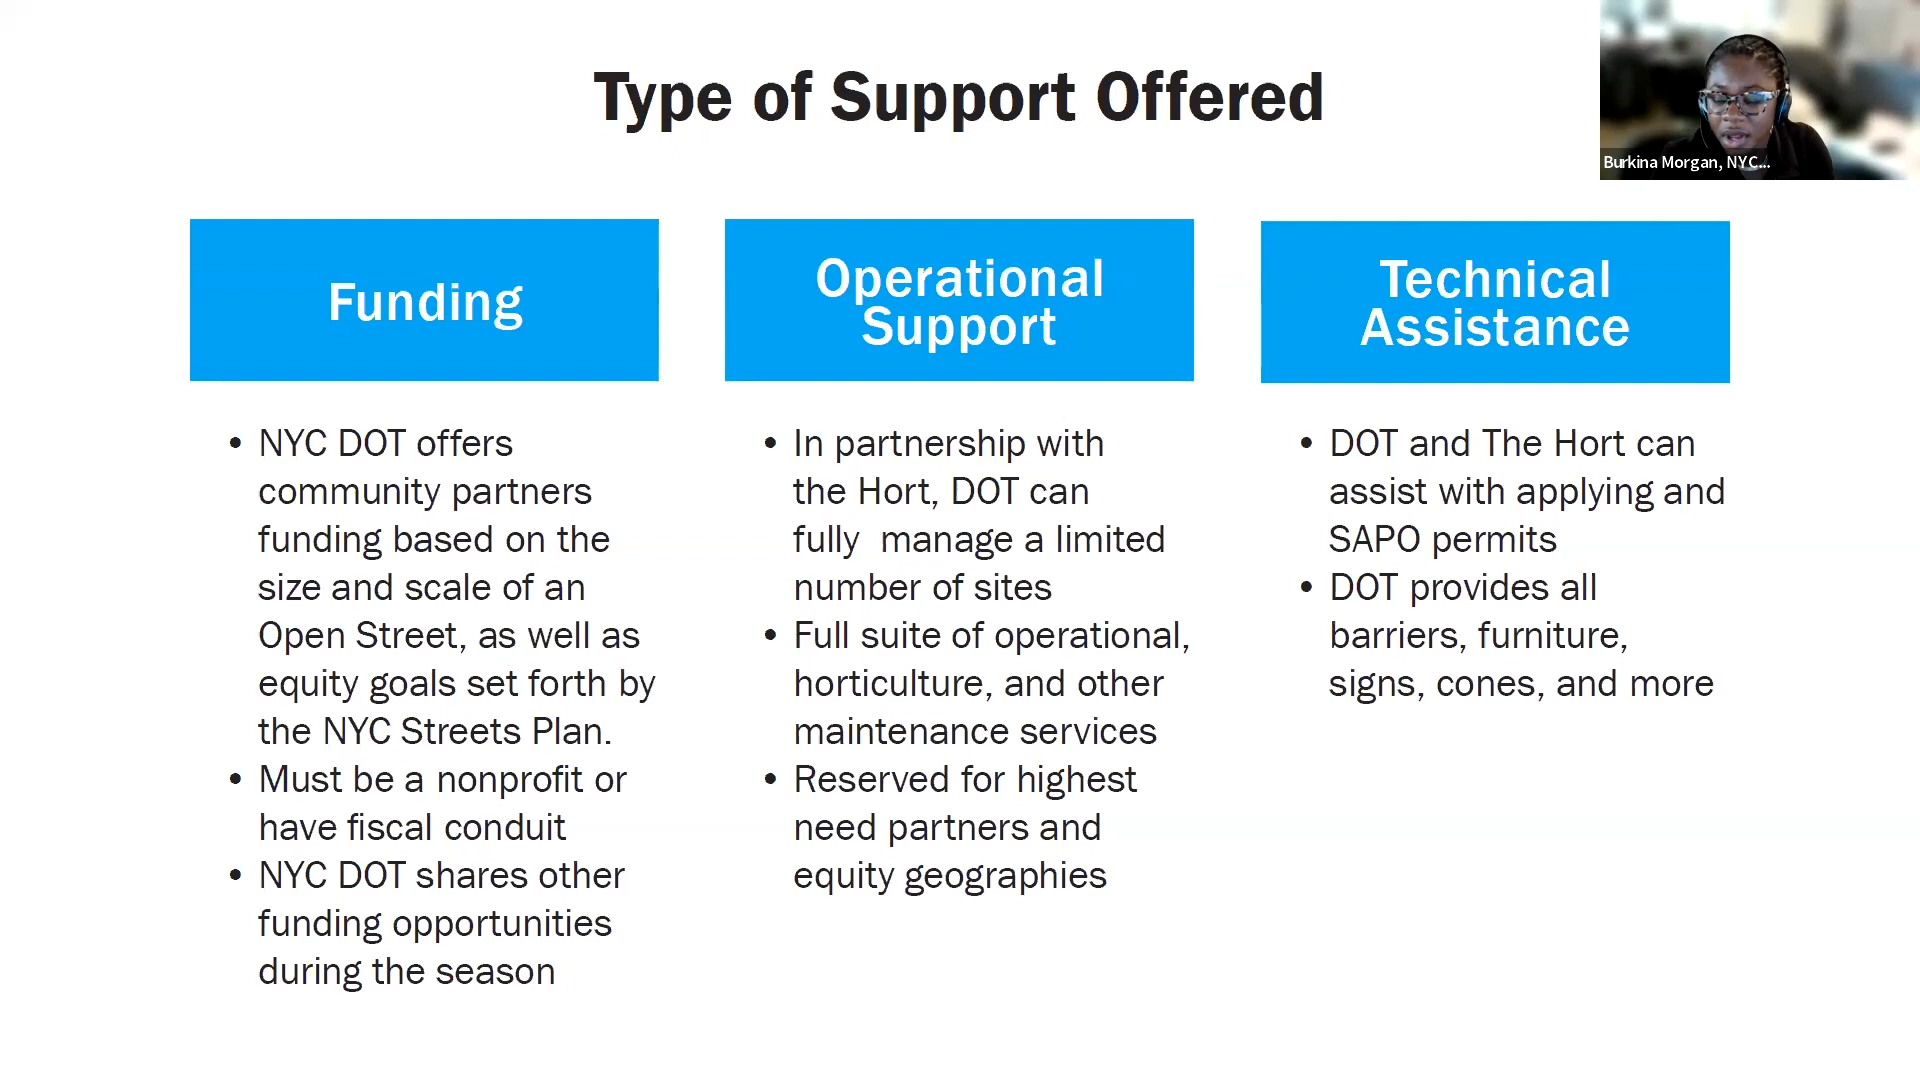 Type of Support Offered
Burkina Morgan, NYC...
Funding
NYC DOT offers
community partners
funding based on the
size and scale of an
Open Street, as well as
equity goals set forth by
the NYC Streets Plan.
Must be a nonprofit or
have fiscal conduit
NYC DOT shares other
funding opportunities
during the season
Operational
Support
In partnership with
the Hort, DOT can
fully  manage a limited
number of sites
Full suite of operational,
horticulture, and other
maintenance services
Reserved for highest
need partners and
equity geographies
Technical
Assistance
DOT and The Hort can
assist with applying and
SAPO permits
DOT provides all
barriers, furniture,
signs, cones, and more